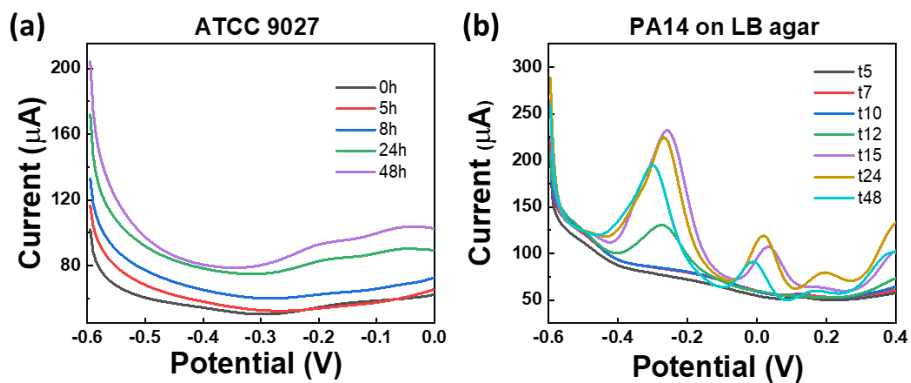 (a)
ATCC 9027
Current (μA)
200
160
120
80
0h
5h
8h
24h
48h
-0.6
-0.5
-0.4
-0.3
-0.2
-0.1
0.0
Potential (V)
(b)
PA14 on LB agar
Current (μA)
300
250
200
150
100
50
t5
t7
t10
t12
t15
t24
t48
-0.6
-0.4
-0.2
0.0
0.2
0.4
Potential (V)